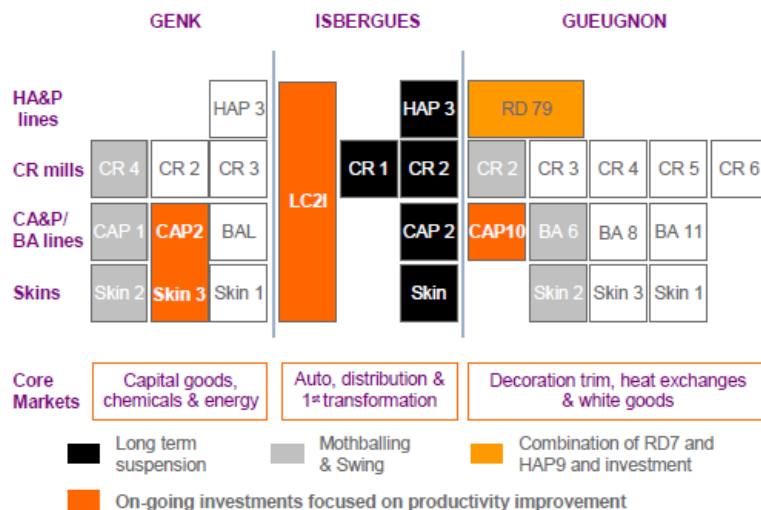 GENK ISBERGUES GUEUGNON
HA&P lines HAP 3 HAP 3 RD 79
CR mills CR 4 CR 2 CR 3 CR 1 CR 2 CR 2 CR 3 CR 4 CR 5 CR 6
LC2I
CA&P/ BA lines CAP 1 CAP2 BAL CAP 2 CAP10 BA 6 BA 8 BA 11
Skins Skin 2 Skin 3 Skin 1 Skin Skin 2 Skin 3 Skin 1
Core Markets
Capital goods,
chemicals & energy
Auto, distribution &
1st transformation
Decoration trim, heat exchanges
& white goods
Long term
suspension
Mothballing
& Swing
Combination of RD7 and
HAP9 and investment
On-going investments focused on productivity improvement